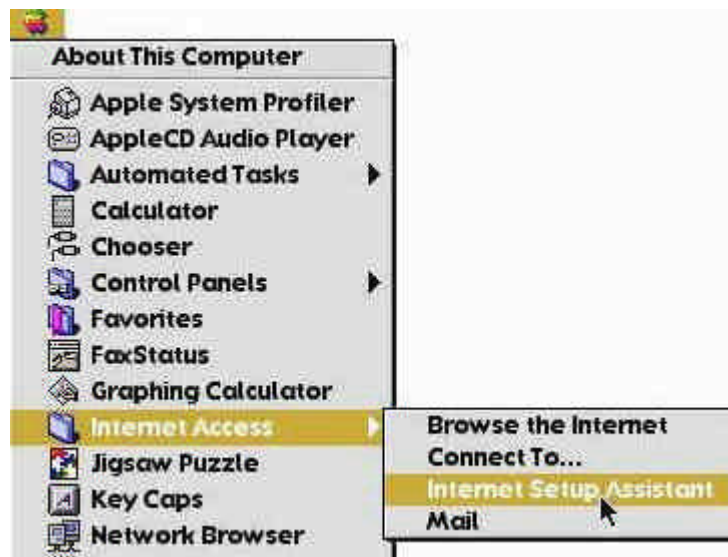 About This Computer
Apple System Profiler
AppleCD Audio Player
Automated Tasks
Calculator
Chooser
Control Panels
Favorites
FaxStatus
Graphing Calculator
Internet Access
Browse the Internet
Connect To...
Internet Setup Assistant
Mail
Jigsaw Puzzle
Key Caps
Network Browser